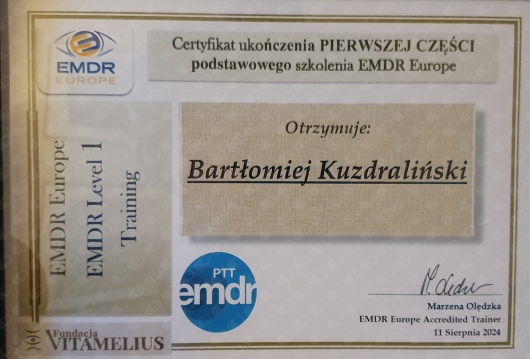 EMDR
EUROPE
Certyfikat ukończenia PIERWSZEJ CZĘŚCI
podstawowego szkolenia EMDR Europe
EMDR Europe
EMDR Level 1
Training
Otrzymuje:
Bartłomiej Kuzdraliński
PTT
emdr
Marzena Olędzka
EMDR Europe Accredited Trainer
11 Sierpnia 2024
Fundacja
VITAMELIUS